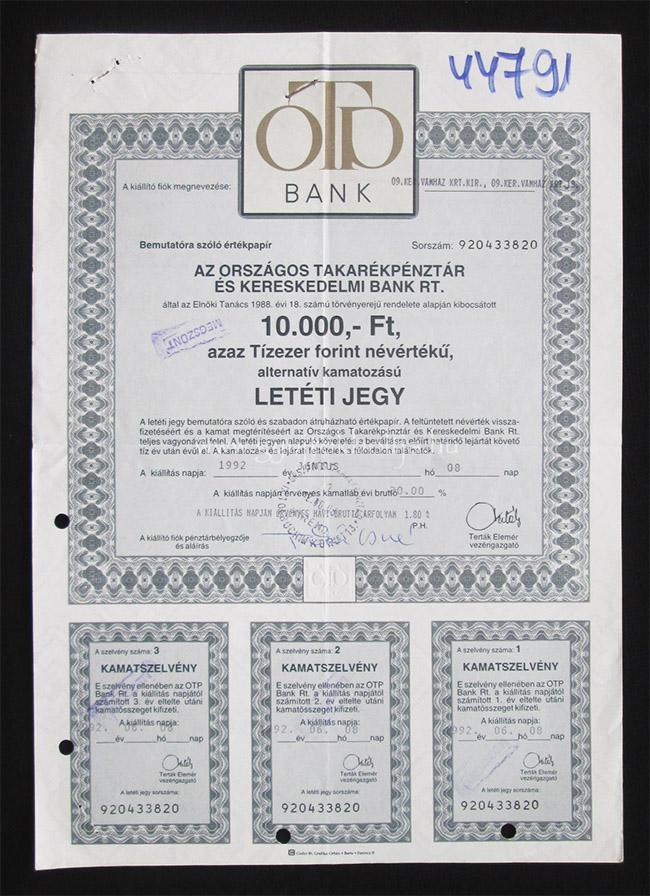 44791
OTP
BANK
A kiállító fiók megnevezése:
09.KER.VÁMHÁZ KRT.KIR., 09.KER.VÁMHÁZ KRT.15.
Bemutatóra szóló értékpapír
Sorszám: 920433820
AZ ORSZÁGOS TAKARÉKPÉNZTÁR
ÉS KERESKEDELMI BANK RT.
által az Elnöki Tanács 1988. évi 18. számú törvényerejű rendelete alapján kibocsátott
10.000,- Ft,
MEGSZŰNT
azaz Tízezer forint névértékű,
alternatív kamatozású
LETÉTI JEGY
A letéti jegy bemutatóra szóló és szabadon átruházható értékpapír. A feltüntetett névérték vissza-
fizetéséért és a kamat megtérítéséért az Országos Takarékpénztár és Kereskedelmi Bank Rt.
teljes vagyonával felel. A letéti jegyen alapuló követelés a beváltásra előírt határidő lejártát követő
tíz év után évül el. A kamatozási és lejárati feltételek a túloldalon találhatók.
A kiállítás napja: 1992 év JÚNIUS hó 08 nap
A kiállítás napján érvényes kamatláb évi bruttó 20.00 %
A KIÁLLÍTÁS NAPJÁN ÉRVÉNYES HAVI BRUTTÓ ÁRFOLYAM 1.80 %
P.H.
A kiállító fiók pénztárbélyegzője
és aláírás
Terták Elemér
vezérigazgató
OTP
A szelvény száma: 3
KAMATSZELVÉNY
E szelvény ellenében az OTP
Bank Rt. a kiállítás napjától
számított 3. év eltelte utáni
kamatösszeget kifizeti.
A kiállítás napja:
92. 06. 08
év hó nap
Terták Elemér
vezérigazgató
A letéti jegy sorszáma:
920433820
A szelvény száma: 2
KAMATSZELVÉNY
E szelvény ellenében az OTP
Bank Rt. a kiállítás napjától
számított 2. év eltelte utáni
kamatösszeget kifizeti.
A kiállítás napja:
92. 06. 08
év hó nap
Terták Elemér
vezérigazgató
A letéti jegy sorszáma:
920433820
A szelvény száma: 1
KAMATSZELVÉNY
E szelvény ellenében az OTP
Bank Rt. a kiállítás napjától
számított 1. év eltelte utáni
kamatösszeget kifizeti.
A kiállítás napja:
1992. 06. 08
év hó nap
Terták Elemér
vezérigazgató
A letéti jegy sorszáma:
920433820